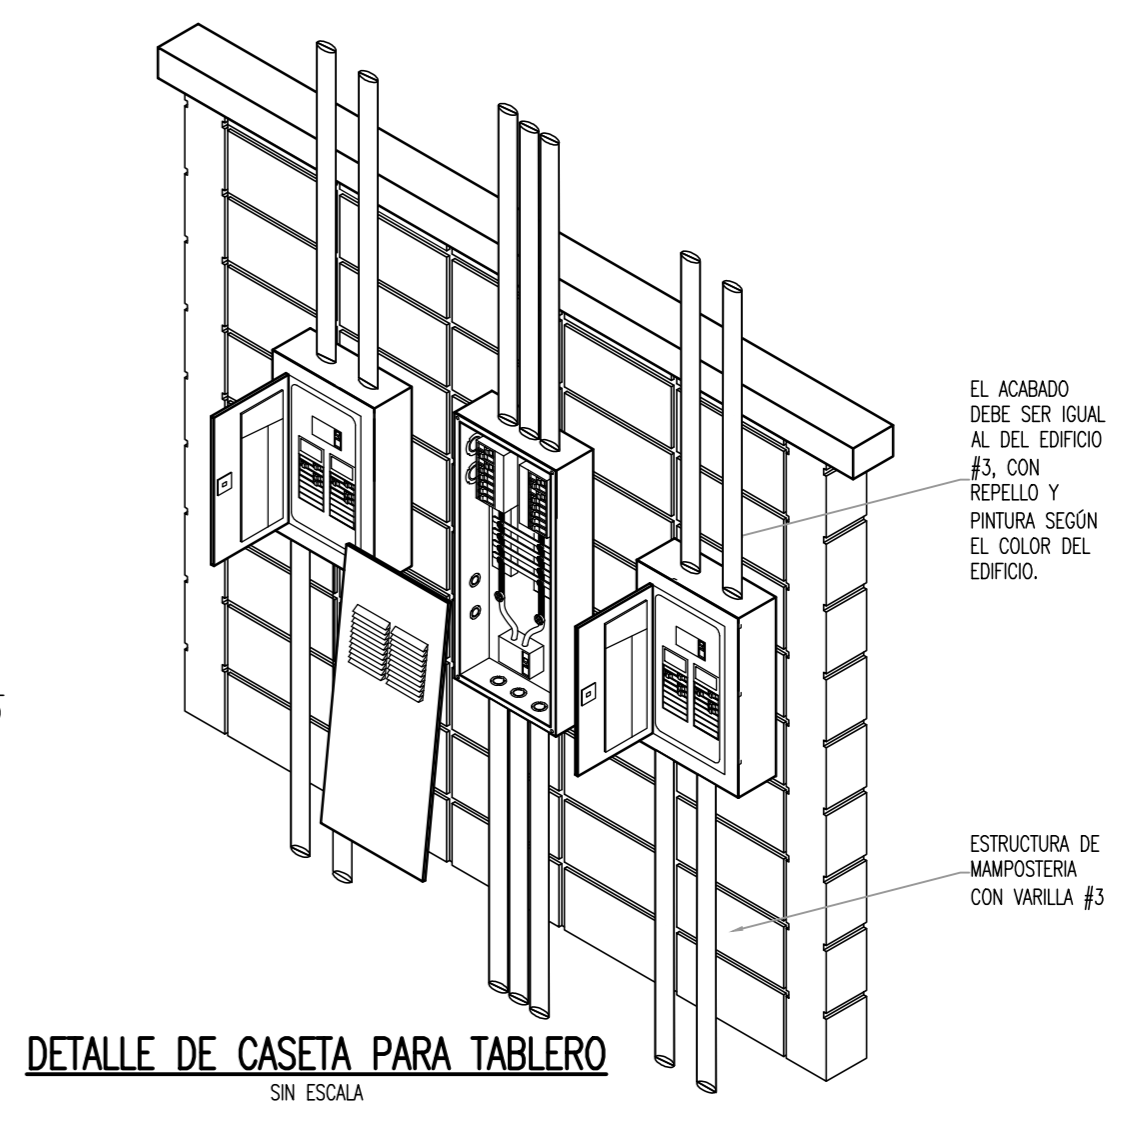 EL ACABADO
DEBE SER IGUAL
AL DEL EDIFICIO
#3, CON
REPELLO Y
PINTURA SEGÚN
EL COLOR DEL
EDIFICIO.
ESTRUCTURA DE
MAMPOSTERIA
CON VARILLA #3
DETALLE DE CASETA PARA TABLERO
SIN ESCALA